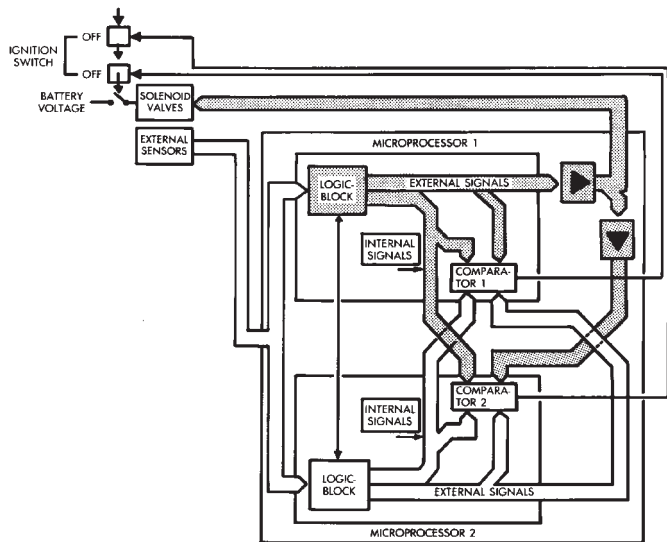 OFF
IGNITION
SWITCH
OFF
BATTERY
VOLTAGE
SOLENOID
VALVES
EXTERNAL
SENSORS
MICROPROCESSOR 1
LOGIC-
BLOCK
EXTERNAL SIGNALS
INTERNAL
SIGNALS
COMPARA-
TOR 1
COMPARA-
TOR 2
INTERNAL
SIGNALS
LOGIC-
BLOCK
EXTERNAL SIGNALS
MICROPROCESSOR 2